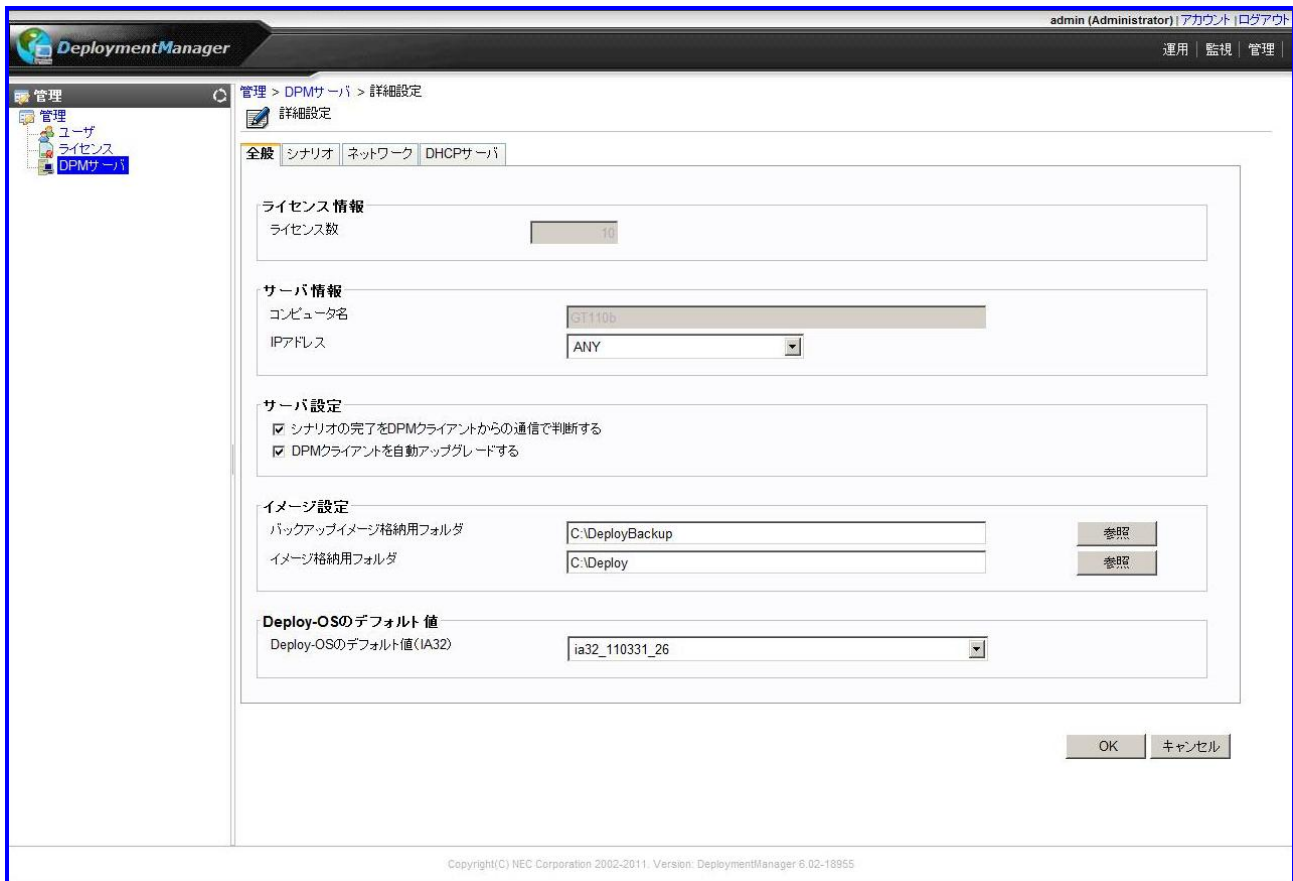 admin (Administrator) | アカウント | ログアウト
DeploymentManager
運用 | 監視 | 管理 |
管理
管理
ユーザ
ライセンス
DPMサーバ
管理 > DPMサーバ > 詳細設定
詳細設定
全般 シナリオ ネットワーク DHCPサーバ
ライセンス情報
ライセンス数 10
サーバ情報
コンピュータ名 GT110b
IPアドレス ANY
サーバ設定
シナリオの完了をDPMクライアントからの通信で判断する
DPMクライアントを自動アップグレードする
イメージ設定
バックアップイメージ格納用フォルダ C:\DeployBackup 参照
イメージ格納用フォルダ C:\Deploy 参照
Deploy-OSのデフォルト値
Deploy-OSのデフォルト値(IA32) ia32_110331_26
OK キャンセル
Copyright(C) NEC Corporation 2002-2011. Version: DeploymentManager 6.02-18955